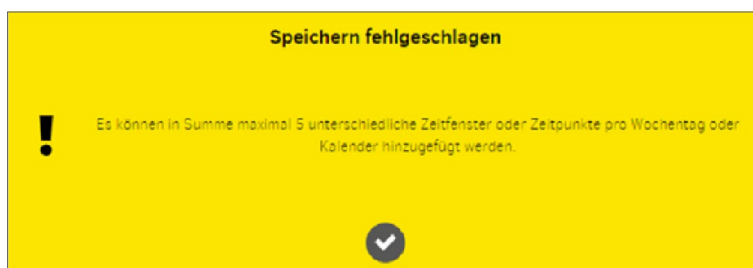 Speichern fehlgeschlagen
Es können in Summe maximal 5 unterschiedliche Zeitfenster oder Zeitpunkte pro Wochentag oder
Kalender hinzugefügt werden.